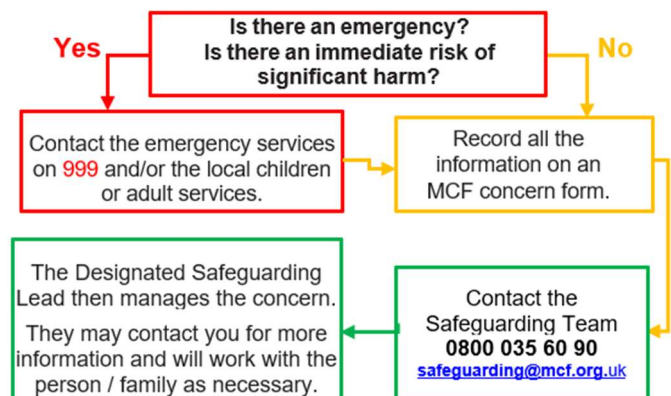 Is there an emergency?
Yes
Is there an immediate risk of
No
significant harm?
Contact the emergency services
on 999 and/or the local children
or adult services.
Record all the
information on an
MCF concern form.
The Designated Safeguarding
Lead then manages the concern.
They may contact you for more
information and will work with the
person / family as necessary.
Contact the
Safeguarding Team
0800 035 60 90
safeguarding@mcf.org.uk